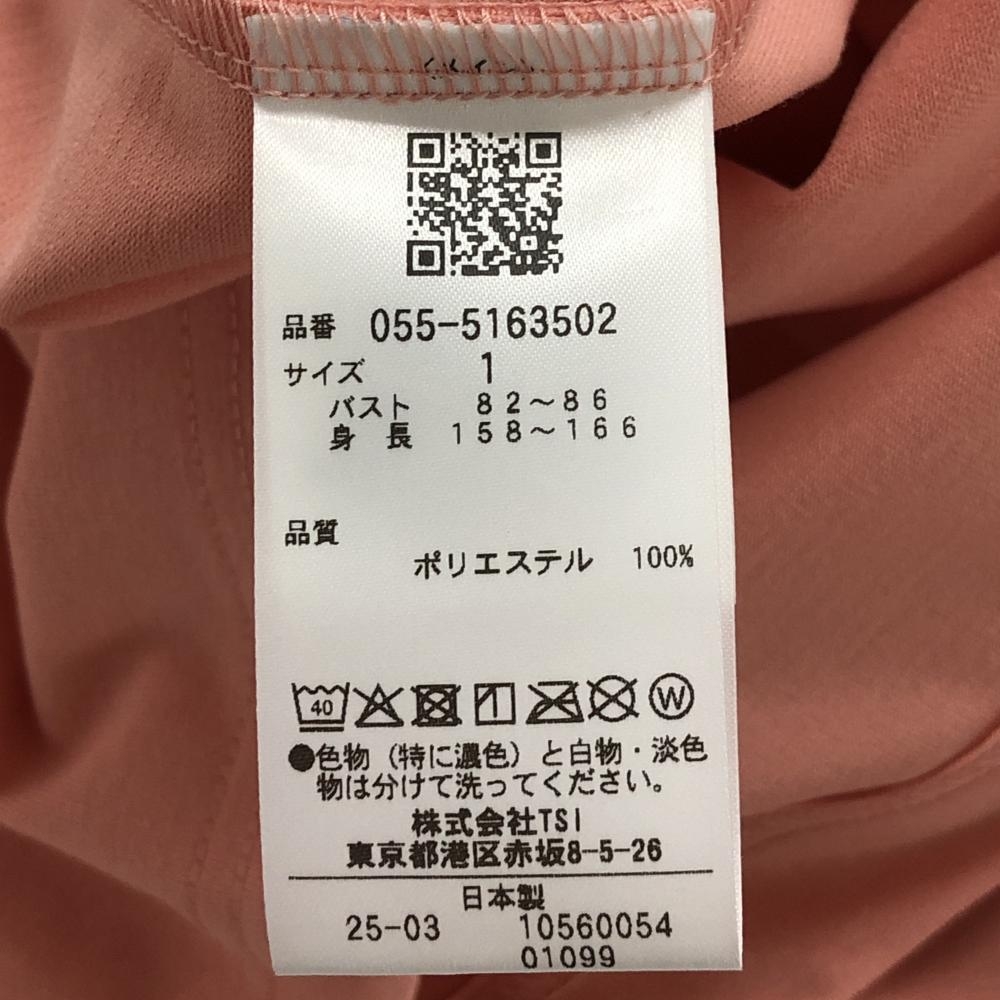 品番 055-5163502
サイズ 1
バスト 82～86
身 長 158～166
品質
ポリエステル 100%
40 W
●色物（特に濃色）と白物・淡色
物は分けて洗ってください。
株式会社TSI
東京都港区赤坂8-5-26
日本製
25-03 10560054
01099